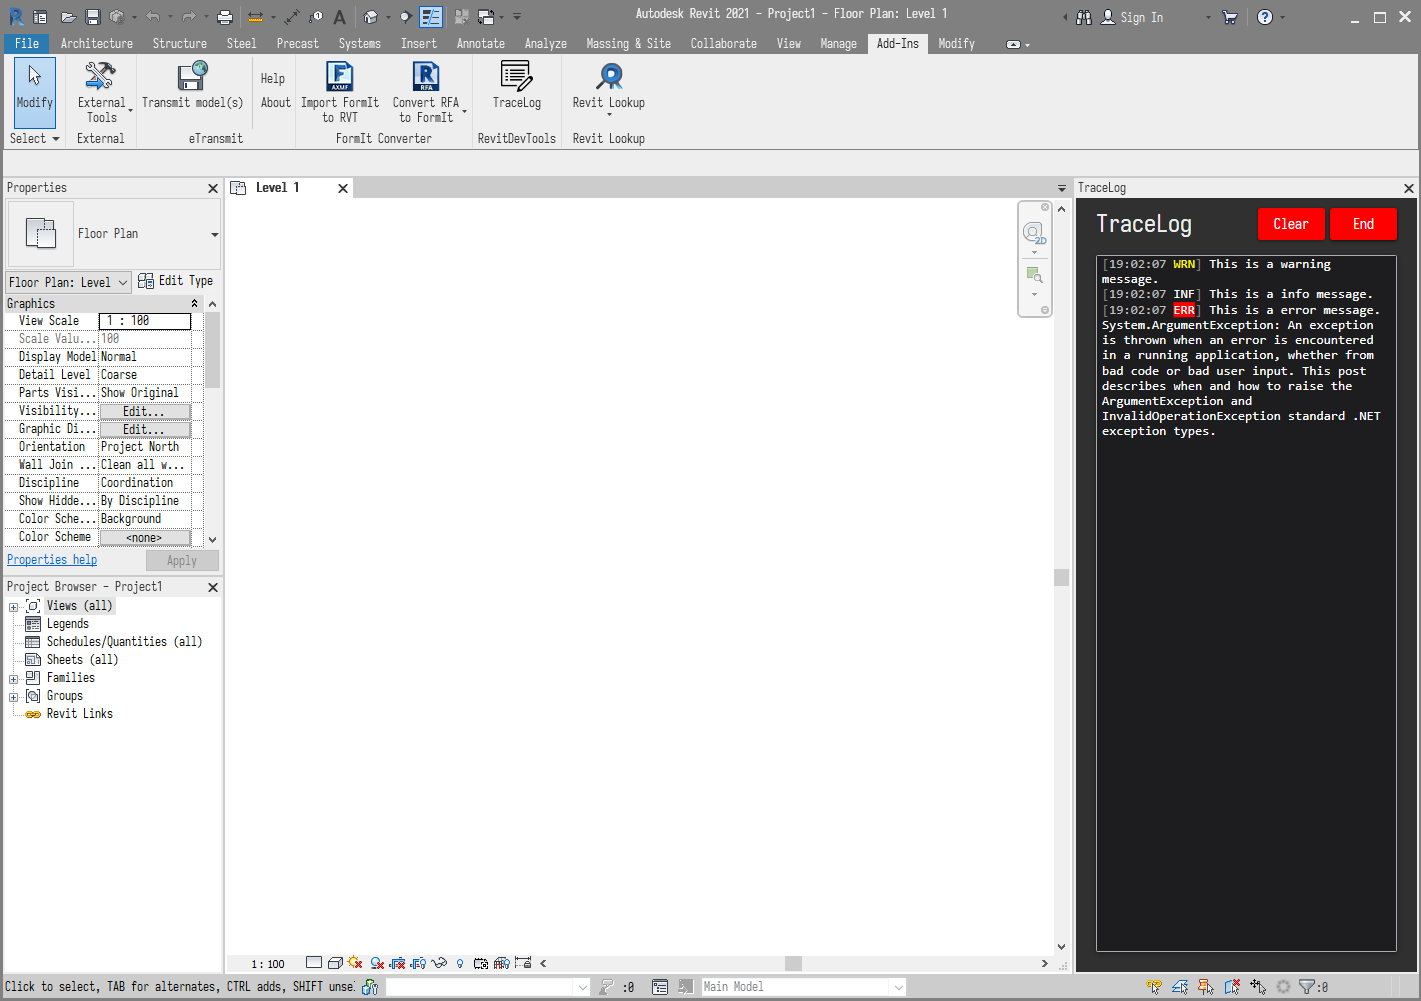 Autodesk Revit 2021 - Project1 - Floor Plan: Level 1
Sign In
File Architecture Structure Steel Precast Systems Insert Annotate Analyze Massing & Site Collaborate View Manage Add-Ins Modify
Modify
External
Tools
Transmit model(s)
Help
About
AXMF
Import FormIt
to RVT
RFA
Convert RFA
to FormIt
TraceLog
Revit Lookup
Select External eTransmit FormIt Converter RevitDevTools Revit Lookup
Properties
Floor Plan
Floor Plan: Level
Edit Type
Graphics
View Scale 1 : 100
Scale Valu... 100
Display Model Normal
Detail Level Coarse
Parts Visi... Show Original
Visibility... Edit...
Graphic Di... Edit...
Orientation Project North
Wall Join ... Clean all w...
Discipline Coordination
Show Hidde... By Discipline
Color Sche... Background
Color Scheme <none>
Properties help Apply
Project Browser - Project1
Views (all)
Legends
Schedules/Quantities (all)
Sheets (all)
Families
Groups
Revit Links
Level 1
2D
1 : 100
TraceLog
TraceLog
Clear
End
[19:02:07 WRN] This is a warning
message.
[19:02:07 INF] This is a info message.
[19:02:07 ERR] This is a error message.
System.ArgumentException: An exception
is thrown when an error is encountered
in a running application, whether from
bad code or bad user input. This post
describes when and how to raise the
ArgumentException and
InvalidOperationException standard .NET
exception types.
Click to select, TAB for alternates, CTRL adds, SHIFT unse
:0
Main Model
:0